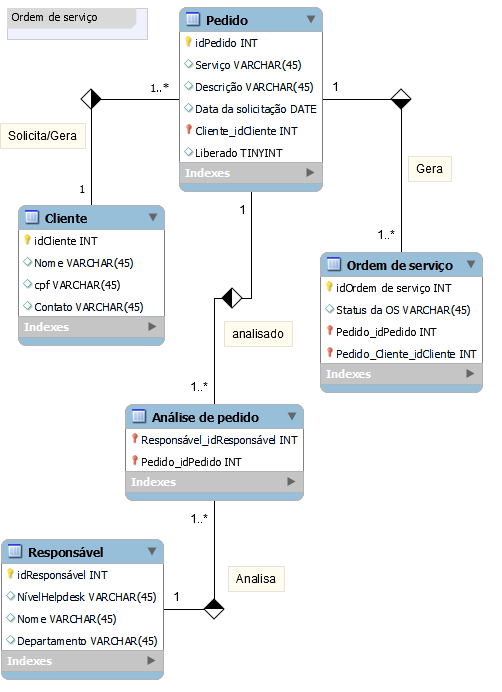 Ordem de serviço
Pedido
idPedido INT
Serviço VARCHAR(45)
Descrição VARCHAR(45)
Data da solicitação DATE
Cliente_idCliente INT
Liberado TINYINT
Indexes
1..*
1
Solicita/Gera
1
Gera
1..*
1
Cliente
idCliente INT
Nome VARCHAR(45)
cpf VARCHAR(45)
Contato VARCHAR(45)
Indexes
Ordem de serviço
idOrdem de serviço INT
Status da OS VARCHAR(45)
Pedido_idPedido INT
Pedido_Cliente_idCliente INT
Indexes
analisado
1..*
Análise de pedido
Responsável_idResponsável INT
Pedido_idPedido INT
Indexes
1..*
Analisa
1
Responsável
idResponsável INT
NívelHelpdesk VARCHAR(45)
Nome VARCHAR(45)
Departamento VARCHAR(45)
Indexes